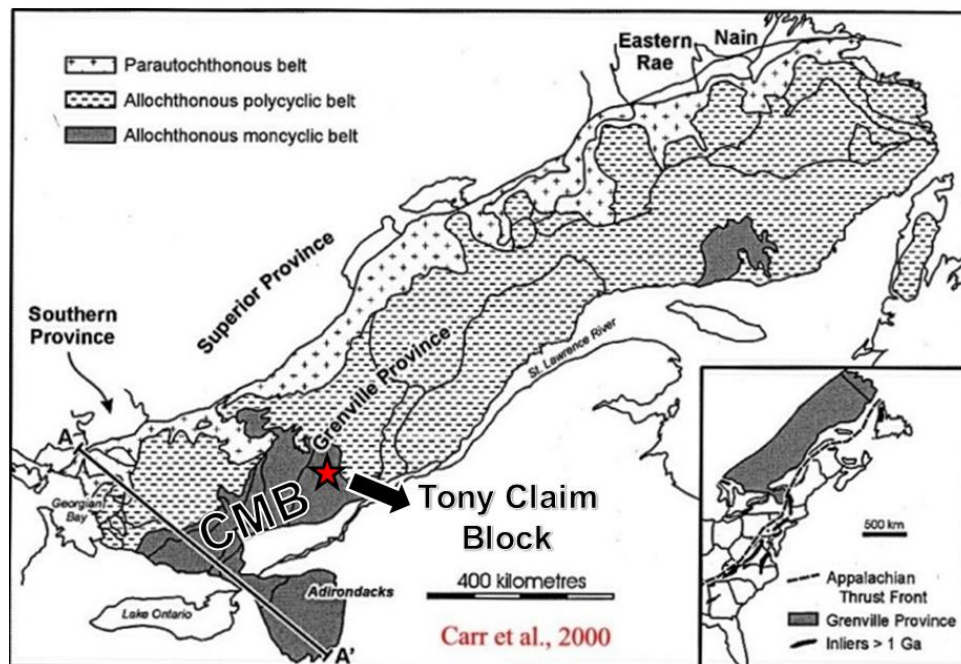 Parautochthonous belt
Allochthonous polycyclic belt
Allochthonous moncyclic belt
Eastern
Rae
Nain
Superior Province
Southern
Province
Grenville Province
St. Lawrence River
A
Georgian
Bay
CMB
Tony Claim
Block
400 kilometres
Adirondacks
Lake Ontario
Carr et al., 2000
A'
500 km
Appalachian
Thrust Front
Grenville Province
Inliers > 1 Ga